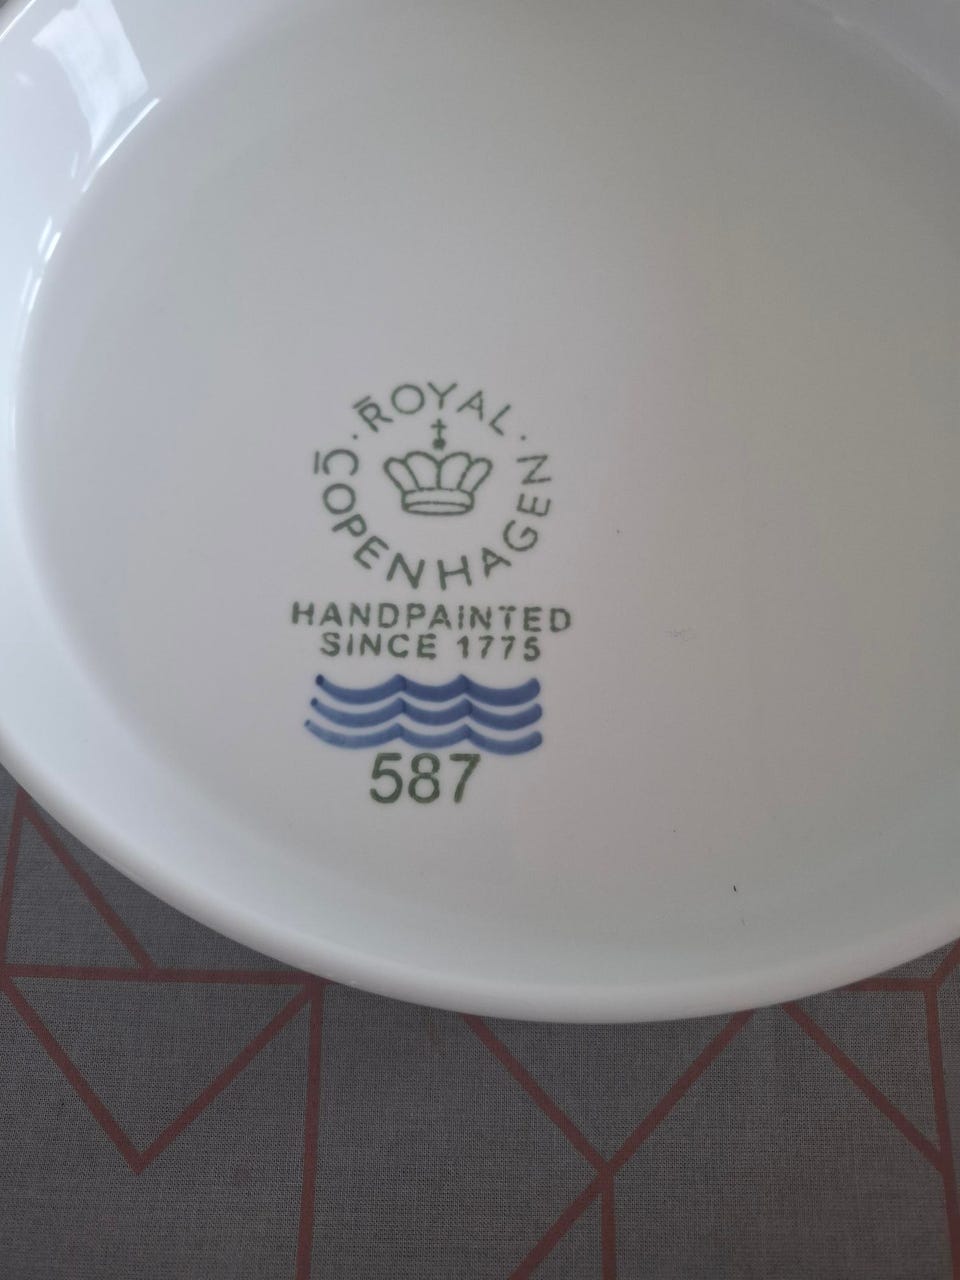 ROYAL · COPENHAGEN ·
HANDPAINTED
SINCE 1775
587